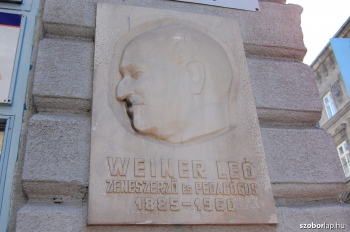 WEINER LEÓ
ZENESZERZŐ ÉS PEDAGÓGUS
1885-1960
szoborlap.hu